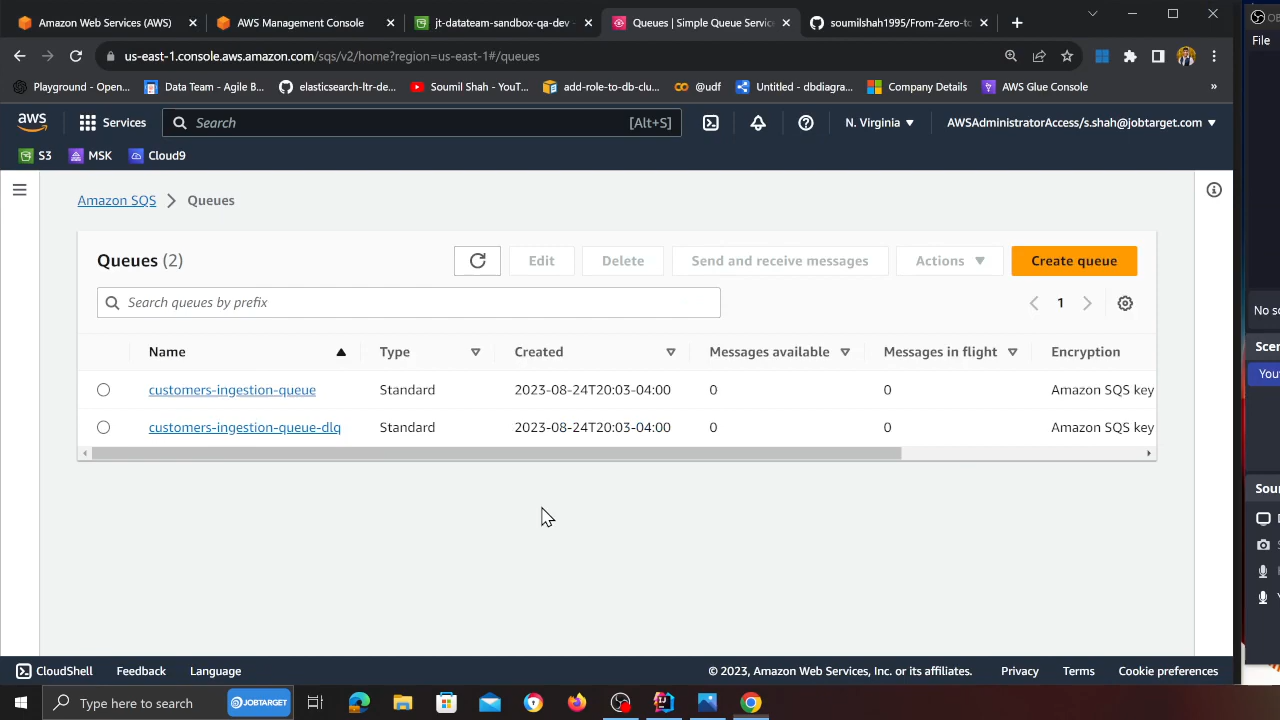 Amazon Web Services (AWS)
AWS Management Console
jt-datateam-sandbox-qa-dev -
Queues | Simple Queue Servic
soumilshah1995/From-Zero-to
us-east-1.console.aws.amazon.com/sqs/v2/home?region=us-east-1#/queues
Playground - Open...
Data Team - Agile B...
elasticsearch-ltr-de...
Soumil Shah - YouT...
add-role-to-db-clu...
@udf
Untitled - dbdiagra...
Company Details
AWS Glue Console
»
File
aws
Services
Search
[Alt+S]
N. Virginia
AWSAdministratorAccess/s.shah@jobtarget.com
S3
MSK
Cloud9
Amazon SQS > Queues
Queues (2)
Edit
Delete
Send and receive messages
Actions
Create queue
Search queues by prefix
1
Name Type Created Messages available Messages in flight Encryption
customers-ingestion-queue Standard 2023-08-24T20:03-04:00 0 0 Amazon SQS key
customers-ingestion-queue-dlq Standard 2023-08-24T20:03-04:00 0 0 Amazon SQS key
No so
Scen
You
Sour
CloudShell
Feedback
Language
© 2023, Amazon Web Services, Inc. or its affiliates.
Privacy
Terms
Cookie preferences
Type here to search
JOBTARGET